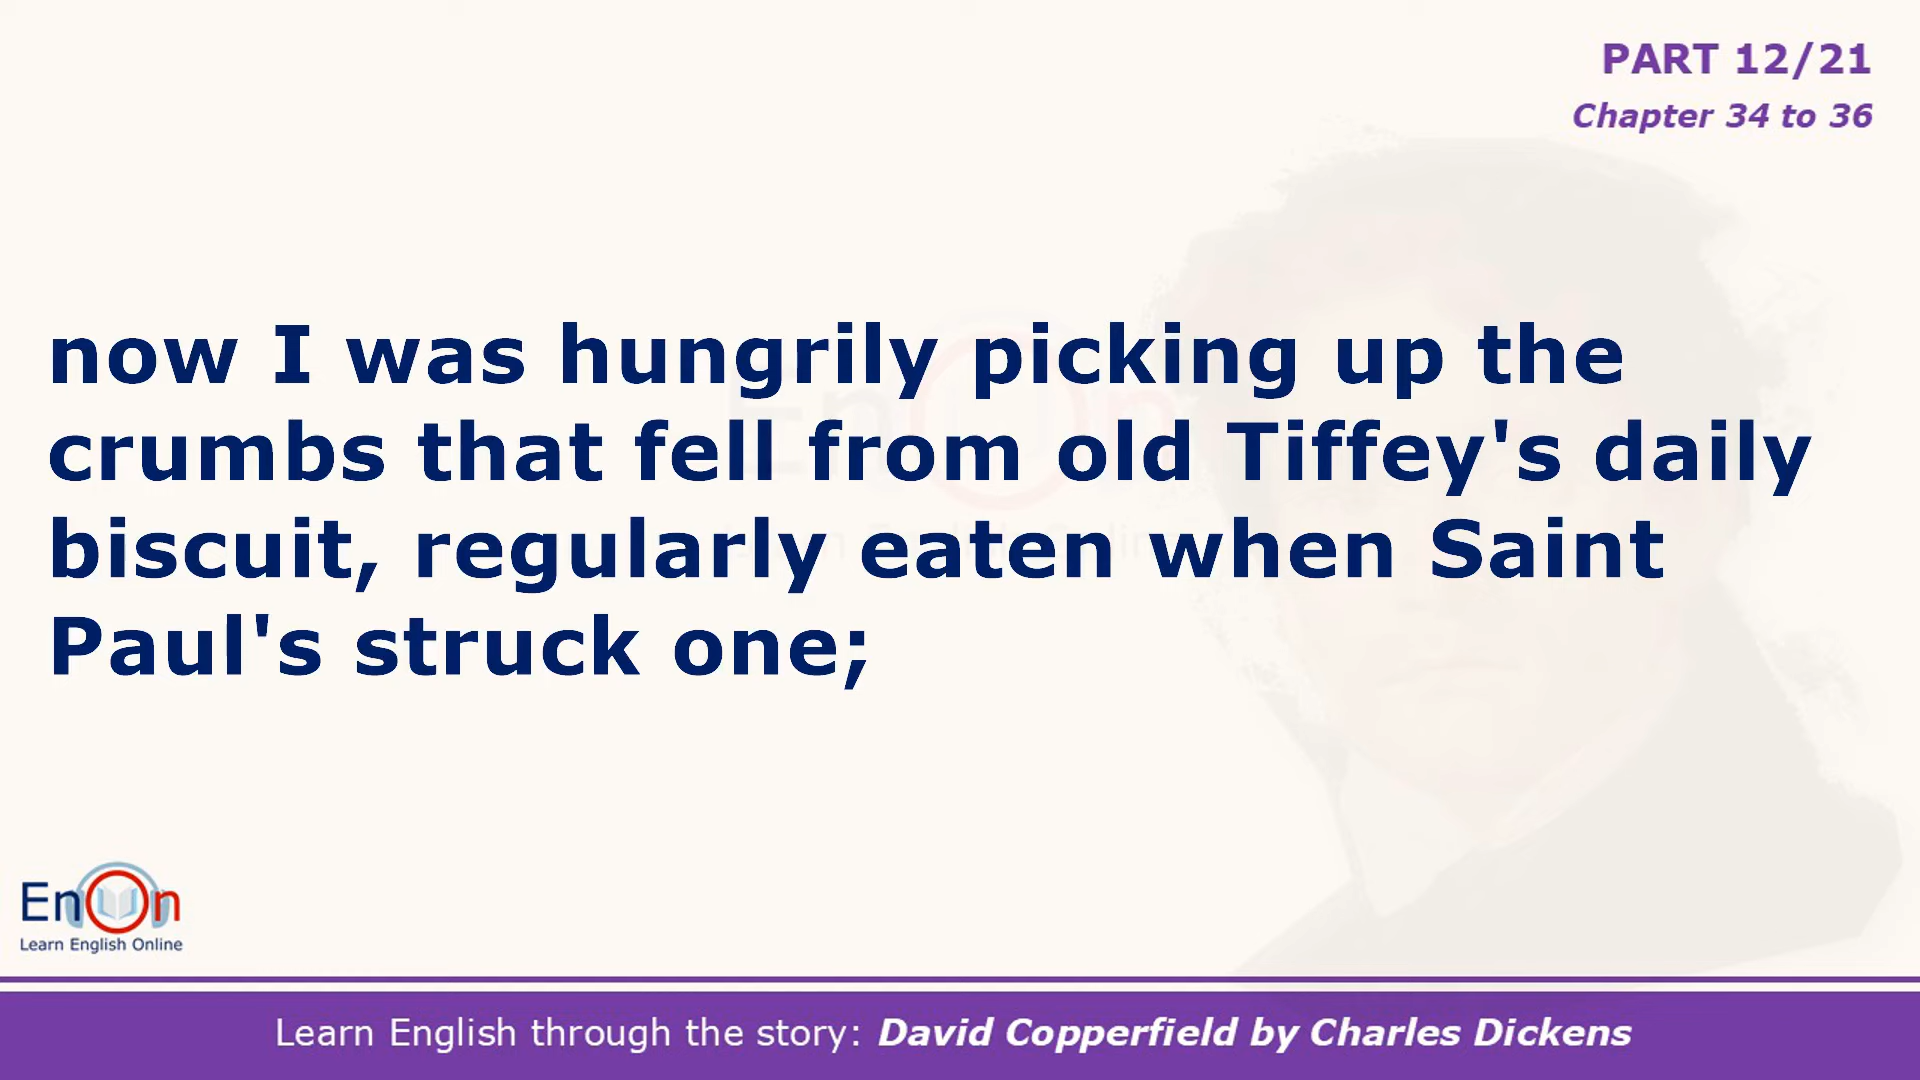 PART 12/21
Chapter 34 to 36
now I was hungrily picking up the
crumbs that fell from old Tiffey's daily
biscuit, regularly eaten when Saint
Paul's struck one;
EnOn
Learn English Online
Learn English through the story: David Copperfield by Charles Dickens